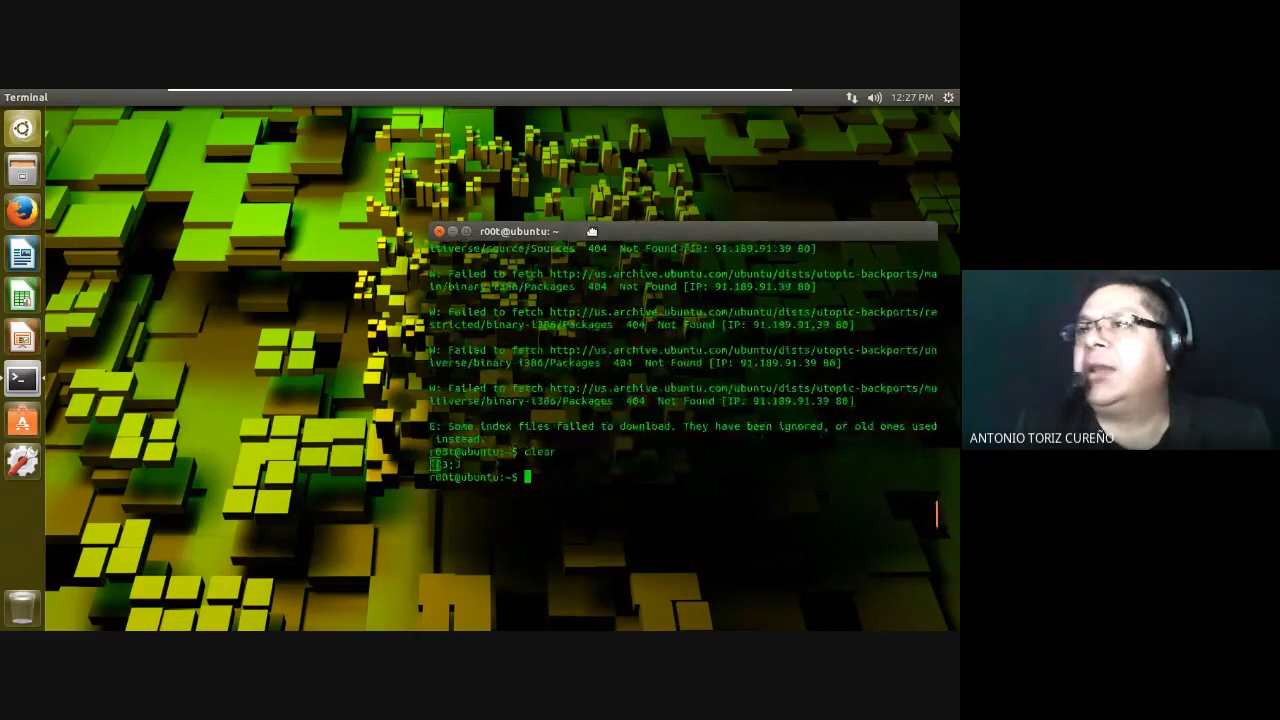 Terminal
12:27 PM
r00t@ubuntu: ~
ltiverse/source/Sources  404  Not Found [IP: 91.189.91.39 80]
W: Failed to fetch http://us.archive.ubuntu.com/ubuntu/dists/utopic-backports/ma
in/binary-i386/Packages  404  Not Found [IP: 91.189.91.39 80]
W: Failed to fetch http://us.archive.ubuntu.com/ubuntu/dists/utopic-backports/re
stricted/binary-i386/Packages  404  Not Found [IP: 91.189.91.39 80]
W: Failed to fetch http://us.archive.ubuntu.com/ubuntu/dists/utopic-backports/un
iverse/binary-i386/Packages  404  Not Found [IP: 91.189.91.39 80]
W: Failed to fetch http://us.archive.ubuntu.com/ubuntu/dists/utopic-backports/mu
ltiverse/binary-i386/Packages  404  Not Found [IP: 91.189.91.39 80]
E: Some index files failed to download. They have been ignored, or old ones used
instead.
r00t@ubuntu:~$ clear
[3;J
r00t@ubuntu:~$
ANTONIO TORIZ CUREÑO